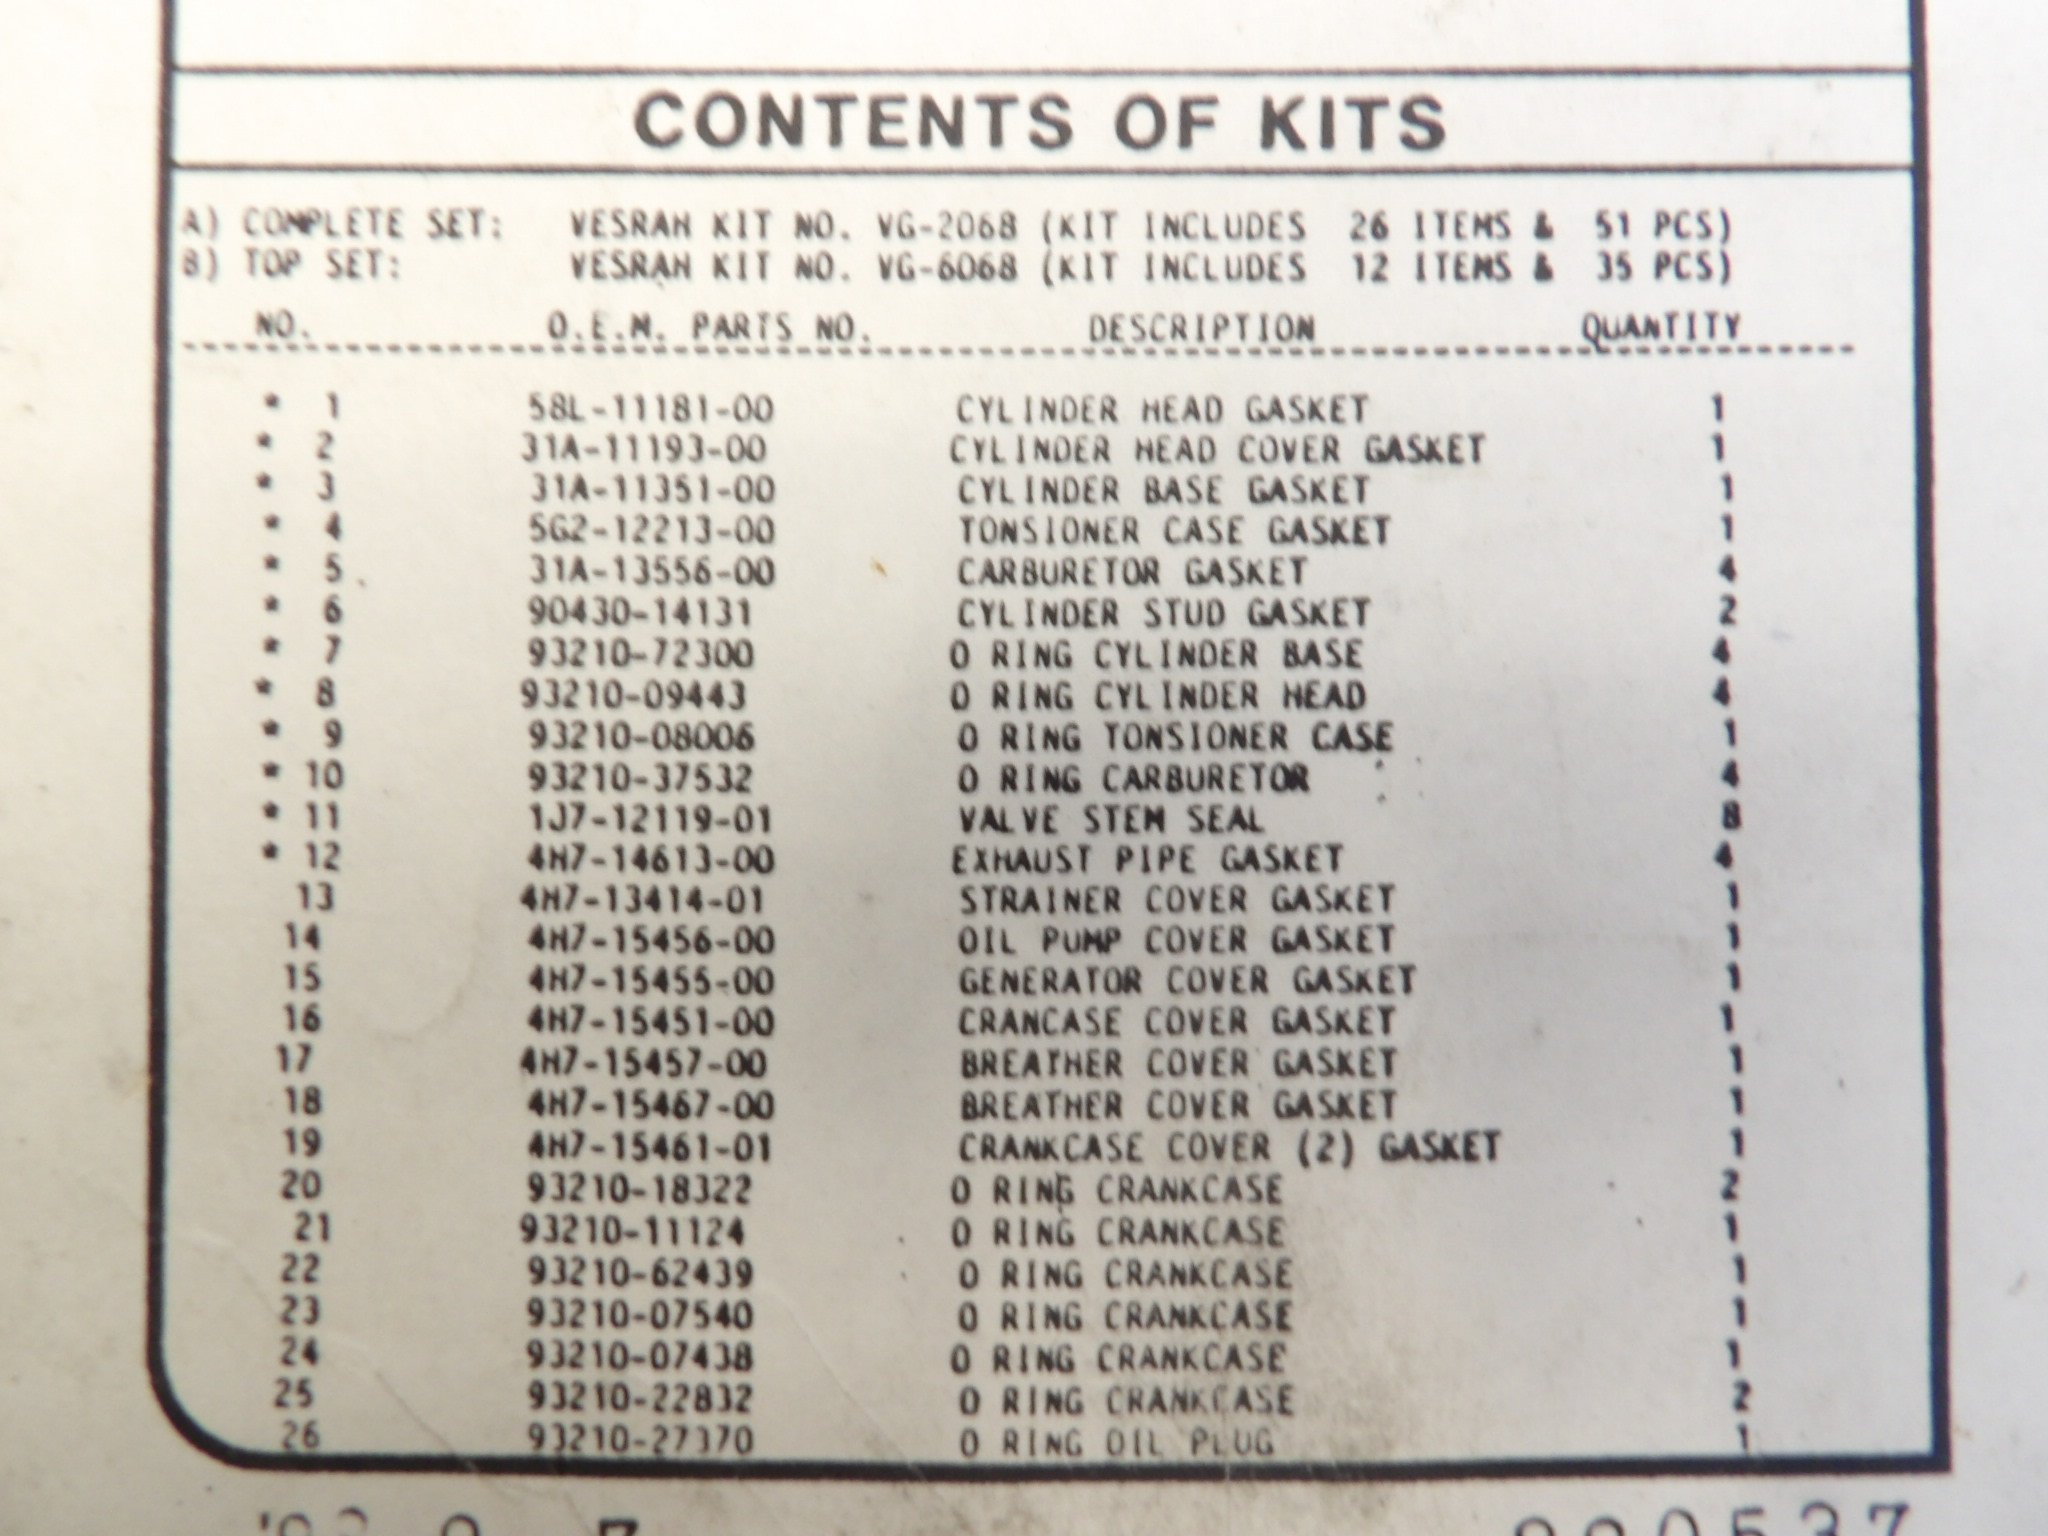 CONTENTS OF KITS
A) COMPLETE SET: VESRAH KIT NO. VG-2068 (KIT INCLUDES 26 ITEMS & 51 PCS)
B) TOP SET: VESRAH KIT NO. VG-6068 (KIT INCLUDES 12 ITEMS & 35 PCS)
NO. O.E.M. PARTS NO. DESCRIPTION QUANTITY
* 1 58L-11181-00 CYLINDER HEAD GASKET 1
* 2 31A-11193-00 CYLINDER HEAD COVER GASKET 1
* 3 31A-11351-00 CYLINDER BASE GASKET 1
* 4 5G2-12213-00 TONSIONER CASE GASKET 1
* 5 31A-13556-00 CARBURETOR GASKET 4
* 6 90430-14131 CYLINDER STUD GASKET 2
* 7 93210-72300 O RING CYLINDER BASE 4
* 8 93210-09443 O RING CYLINDER HEAD 4
* 9 93210-08006 O RING TONSIONER CASE 1
* 10 93210-37532 O RING CARBURETOR 4
* 11 1J7-12119-01 VALVE STEM SEAL 8
* 12 4H7-14613-00 EXHAUST PIPE GASKET 4
13 4H7-13414-01 STRAINER COVER GASKET 1
14 4H7-15456-00 OIL PUMP COVER GASKET 1
15 4H7-15455-00 GENERATOR COVER GASKET 1
16 4H7-15451-00 CRANCASE COVER GASKET 1
17 4H7-15457-00 BREATHER COVER GASKET 1
18 4H7-15467-00 BREATHER COVER GASKET 1
19 4H7-15461-01 CRANKCASE COVER (2) GASKET 1
20 93210-18322 O RING CRANKCASE 2
21 93210-11124 O RING CRANKCASE 1
22 93210-62439 O RING CRANKCASE 1
23 93210-07540 O RING CRANKCASE 1
24 93210-07438 O RING CRANKCASE 1
25 93210-22832 O RING CRANKCASE 2
26 93210-27370 O RING OIL PLUG 1